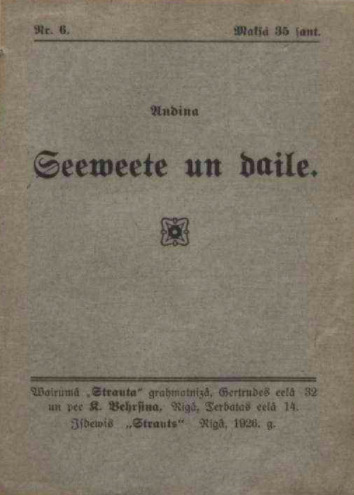 Nr. 6. Maksā 35 sant.
Andina
Seeweete un daile.
Wairumā „Strauta“ grahmatnizā, Gertrudes eelā 32
un pee K. Behrsina, Rigā, Terbatas eelā 14.
Isdewis „Strauts“ Rigā, 1926. g.